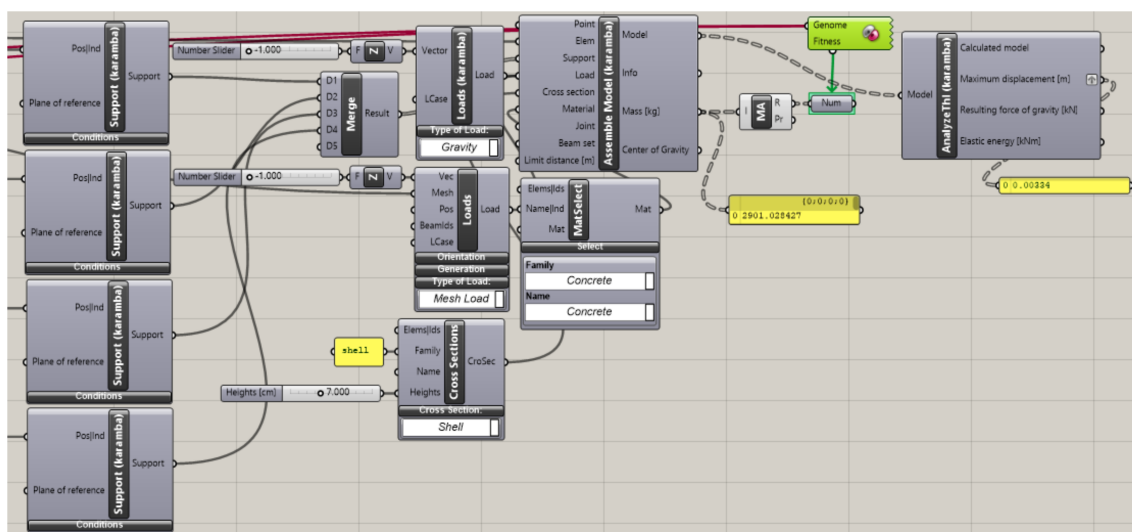 Pos|Ind
Support
Plane of reference
Support (karamba)
Conditions
Pos|Ind
Support
Plane of reference
Support (karamba)
Conditions
Pos|Ind
Support
Plane of reference
Support (karamba)
Conditions
Pos|Ind
Support
Plane of reference
Support (karamba)
Conditions
Number Slider
-1.000
F Z V
D1
D2
D3
D4
D5
Merge
Result
Vector
LCase
Loads (karamba)
Load
Type of Load:
Gravity
Number Slider
-1.000
F Z V
Vec
Mesh
Pos
BeamIds
LCase
Loads
Load
Orientation
Generation
Type of Load:
Mesh Load
shell
Heights [cm]
7.000
Elems|Ids
Family
Name
Heights
Cross Sections
CroSec
Cross Section:
Shell
Point
Elem
Support
Load
Cross section
Material
Joint
Beam set
Limit distance [m]
Assemble Model (karamba)
Model
Info
Mass [kg]
Center of Gravity
Elems|Ids
Name|Ind
Mat
MatSelect
Mat
Select
Family
Concrete
Name
Concrete
I
MA
R
Pr
Num
Genome
Fitness
{0;0;0;0}
0 2901.028427
Model
AnalyzeThI (karamba)
Calculated model
Maximum displacement [m]
Resulting force of gravity [kN]
Elastic energy [kNm]
0 0.00334